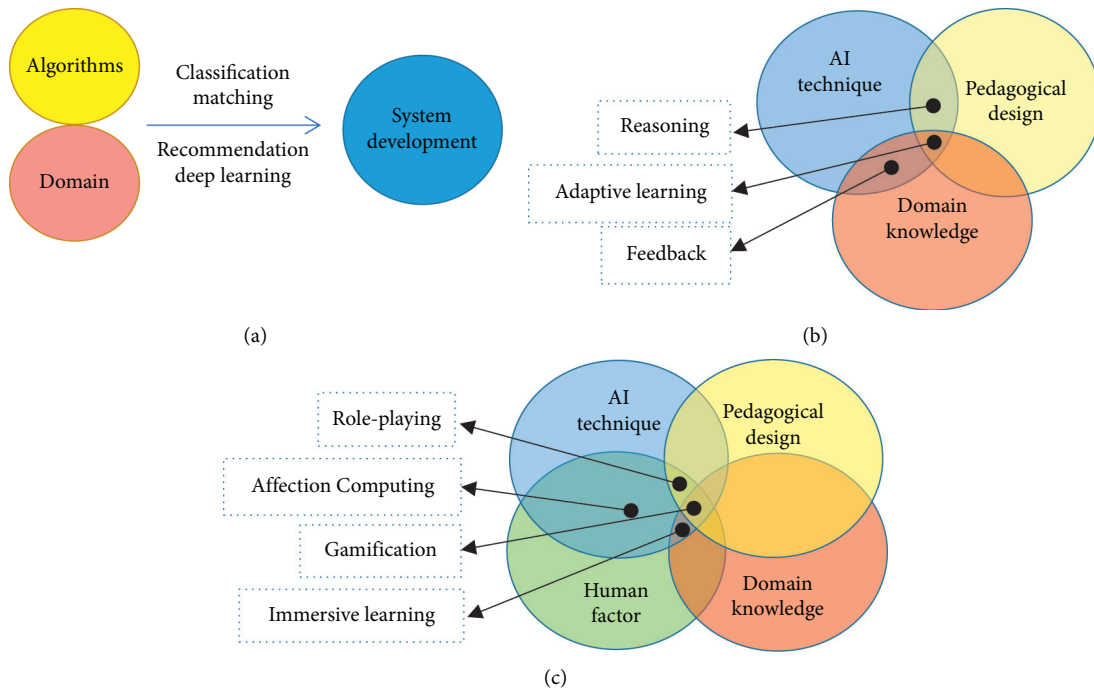 Algorithms
Domain
Classification
matching
Recommendation
deep learning
System
development
(a)
AI
technique
Pedagogical
design
Domain
knowledge
Reasoning
Adaptive learning
Feedback
(b)
AI
technique
Pedagogical
design
Human
factor
Domain
knowledge
Role-playing
Affection Computing
Gamification
Immersive learning
(c)